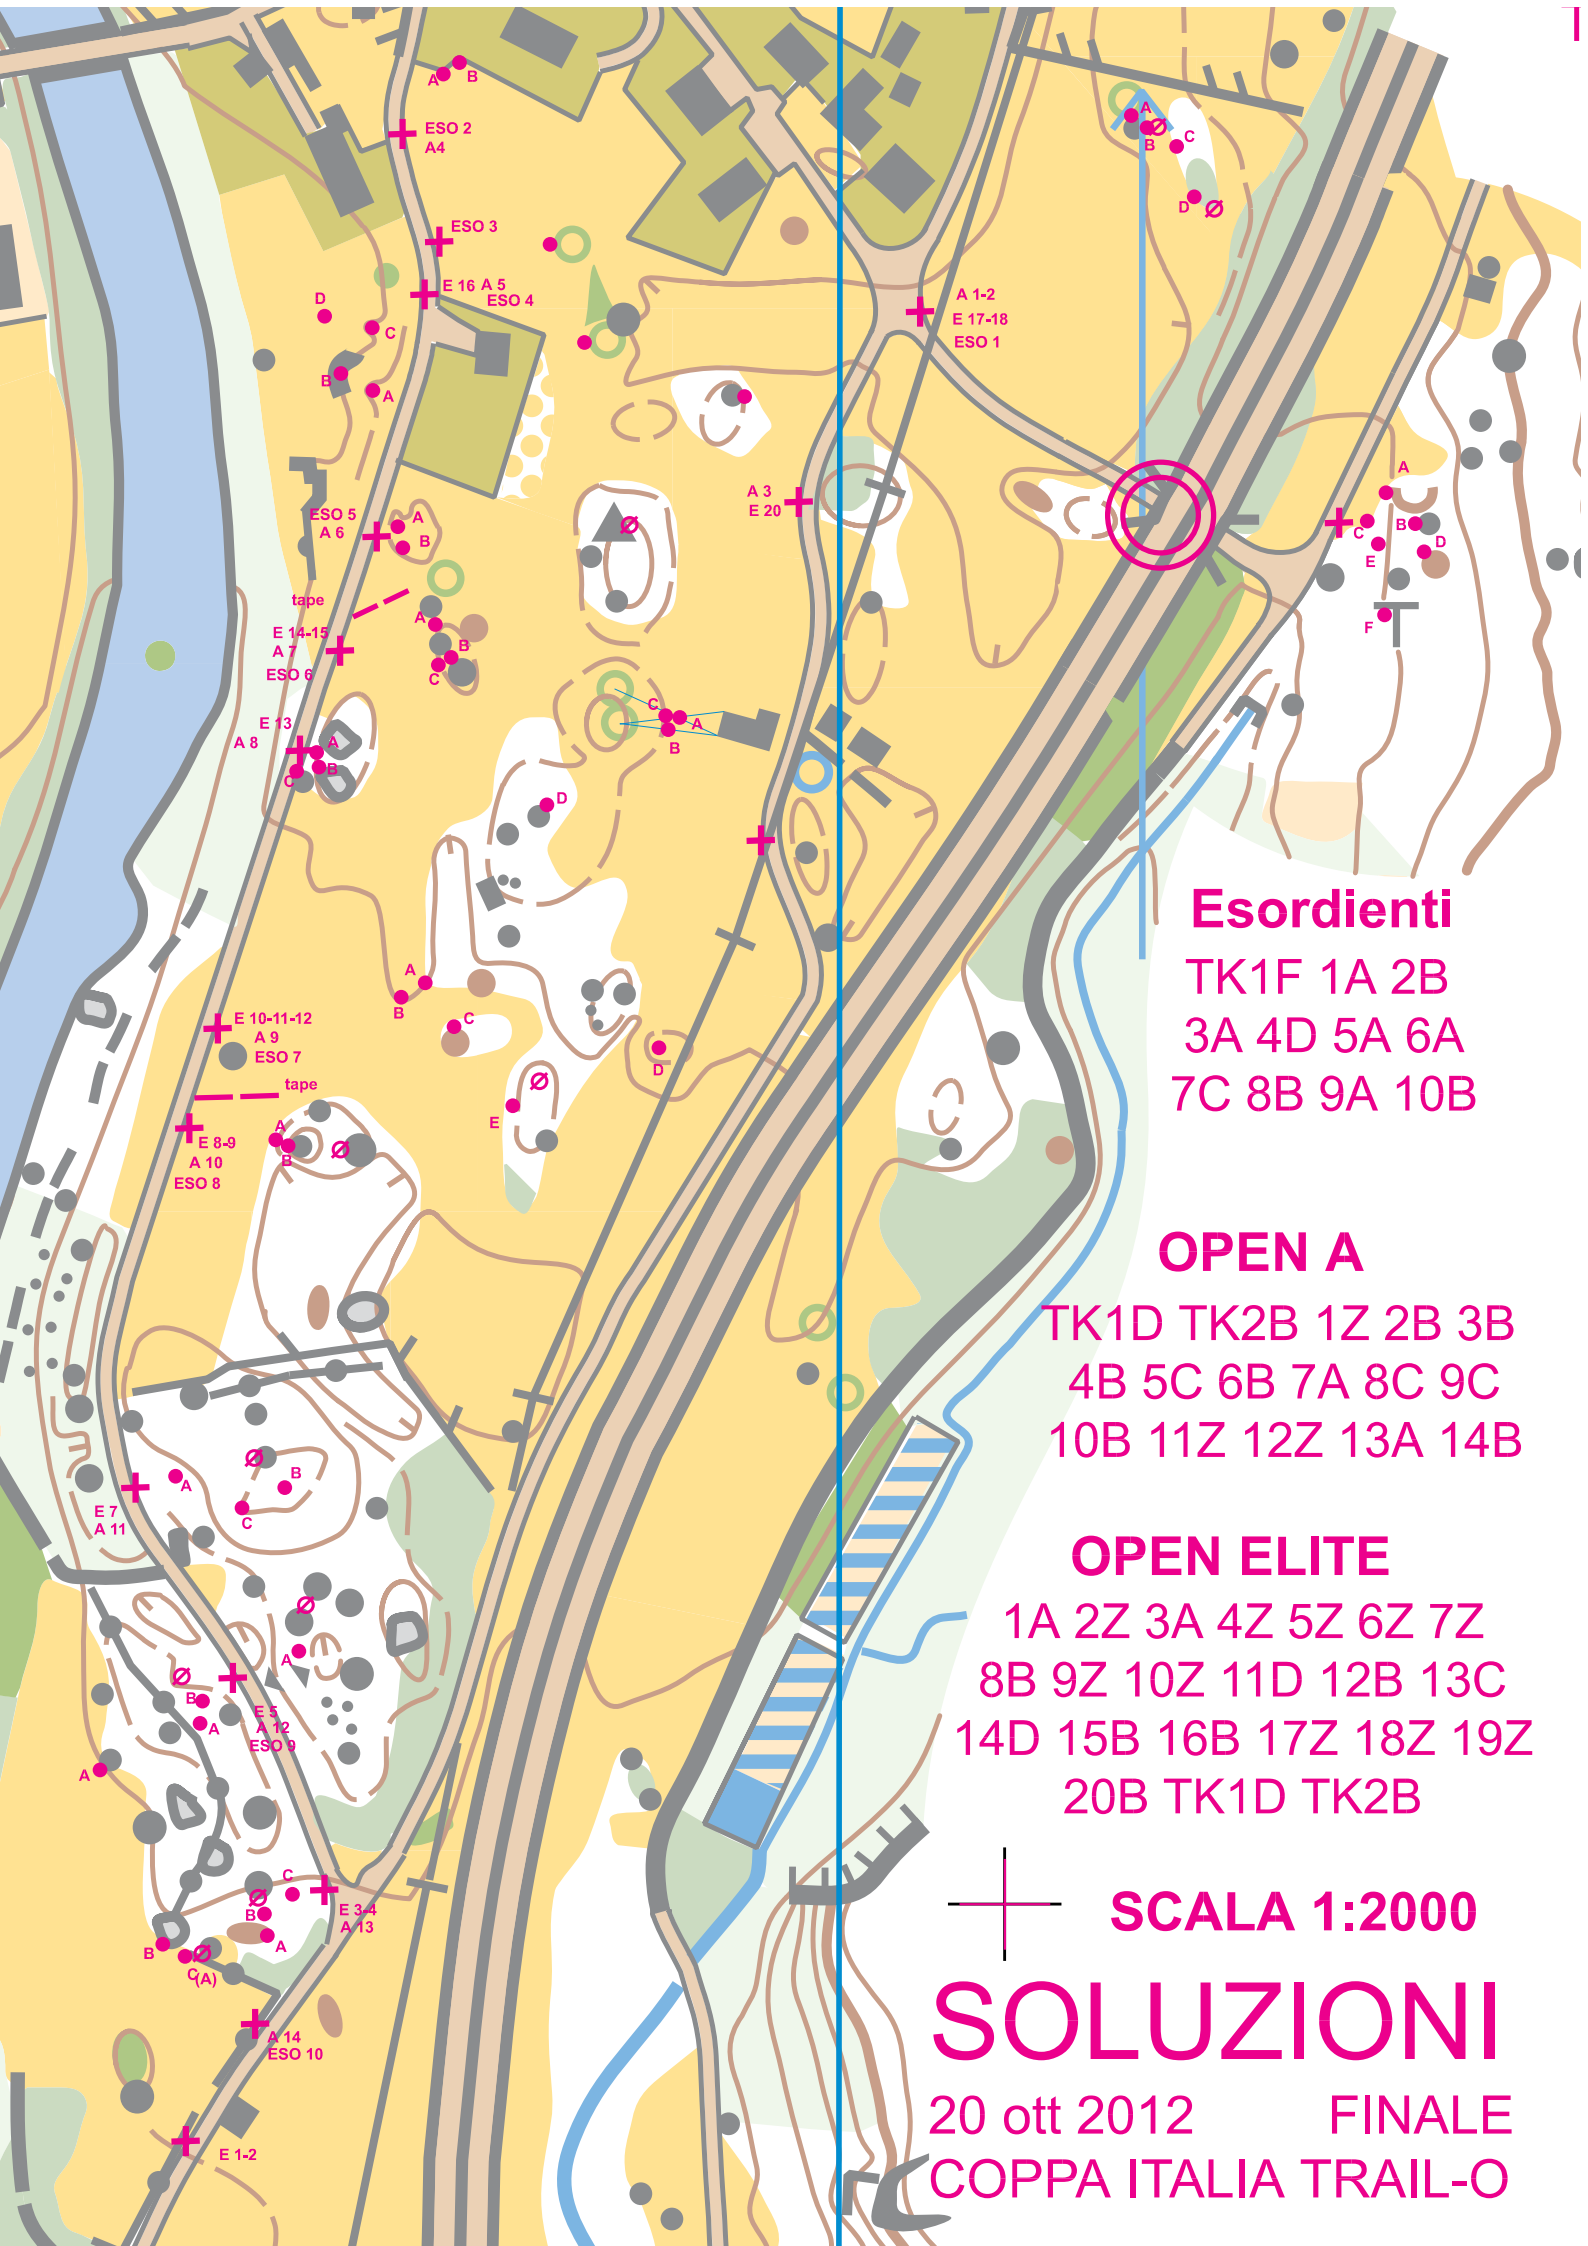 A
B
ESO 2
A4
A
B
C
D
ESO 3
E 16 A 5
ESO 4
A 1-2
E 17-18
ESO 1
D
C
B
A
A 3
E 20
A
B
C
D
E
F
ESO 5
A 6
A
B
tape
E 14-15
A 7
ESO 6
A
B
C
E 13
A 8
A
B
C
C
A
B
D
A
B
C
D
E
E 10-11-12
A 9
ESO 7
tape
E 8-9
A 10
ESO 8
A
B
Esordienti
TK1F 1A 2B
3A 4D 5A 6A
7C 8B 9A 10B
OPEN A
TK1D TK2B 1Z 2B 3B
4B 5C 6B 7A 8C 9C
10B 11Z 12Z 13A 14B
E 7
A 11
A
B
C
OPEN ELITE
1A 2Z 3A 4Z 5Z 6Z 7Z
8B 9Z 10Z 11D 12B 13C
14D 15B 16B 17Z 18Z 19Z
20B TK1D TK2B
A
B
A
E 5
A 12
ESO 9
A
C
B
A
E 3-4
A 13
B
C
(A)
A 14
ESO 10
E 1-2
SCALA 1:2000
SOLUZIONI
20 ott 2012 FINALE
COPPA ITALIA TRAIL-O